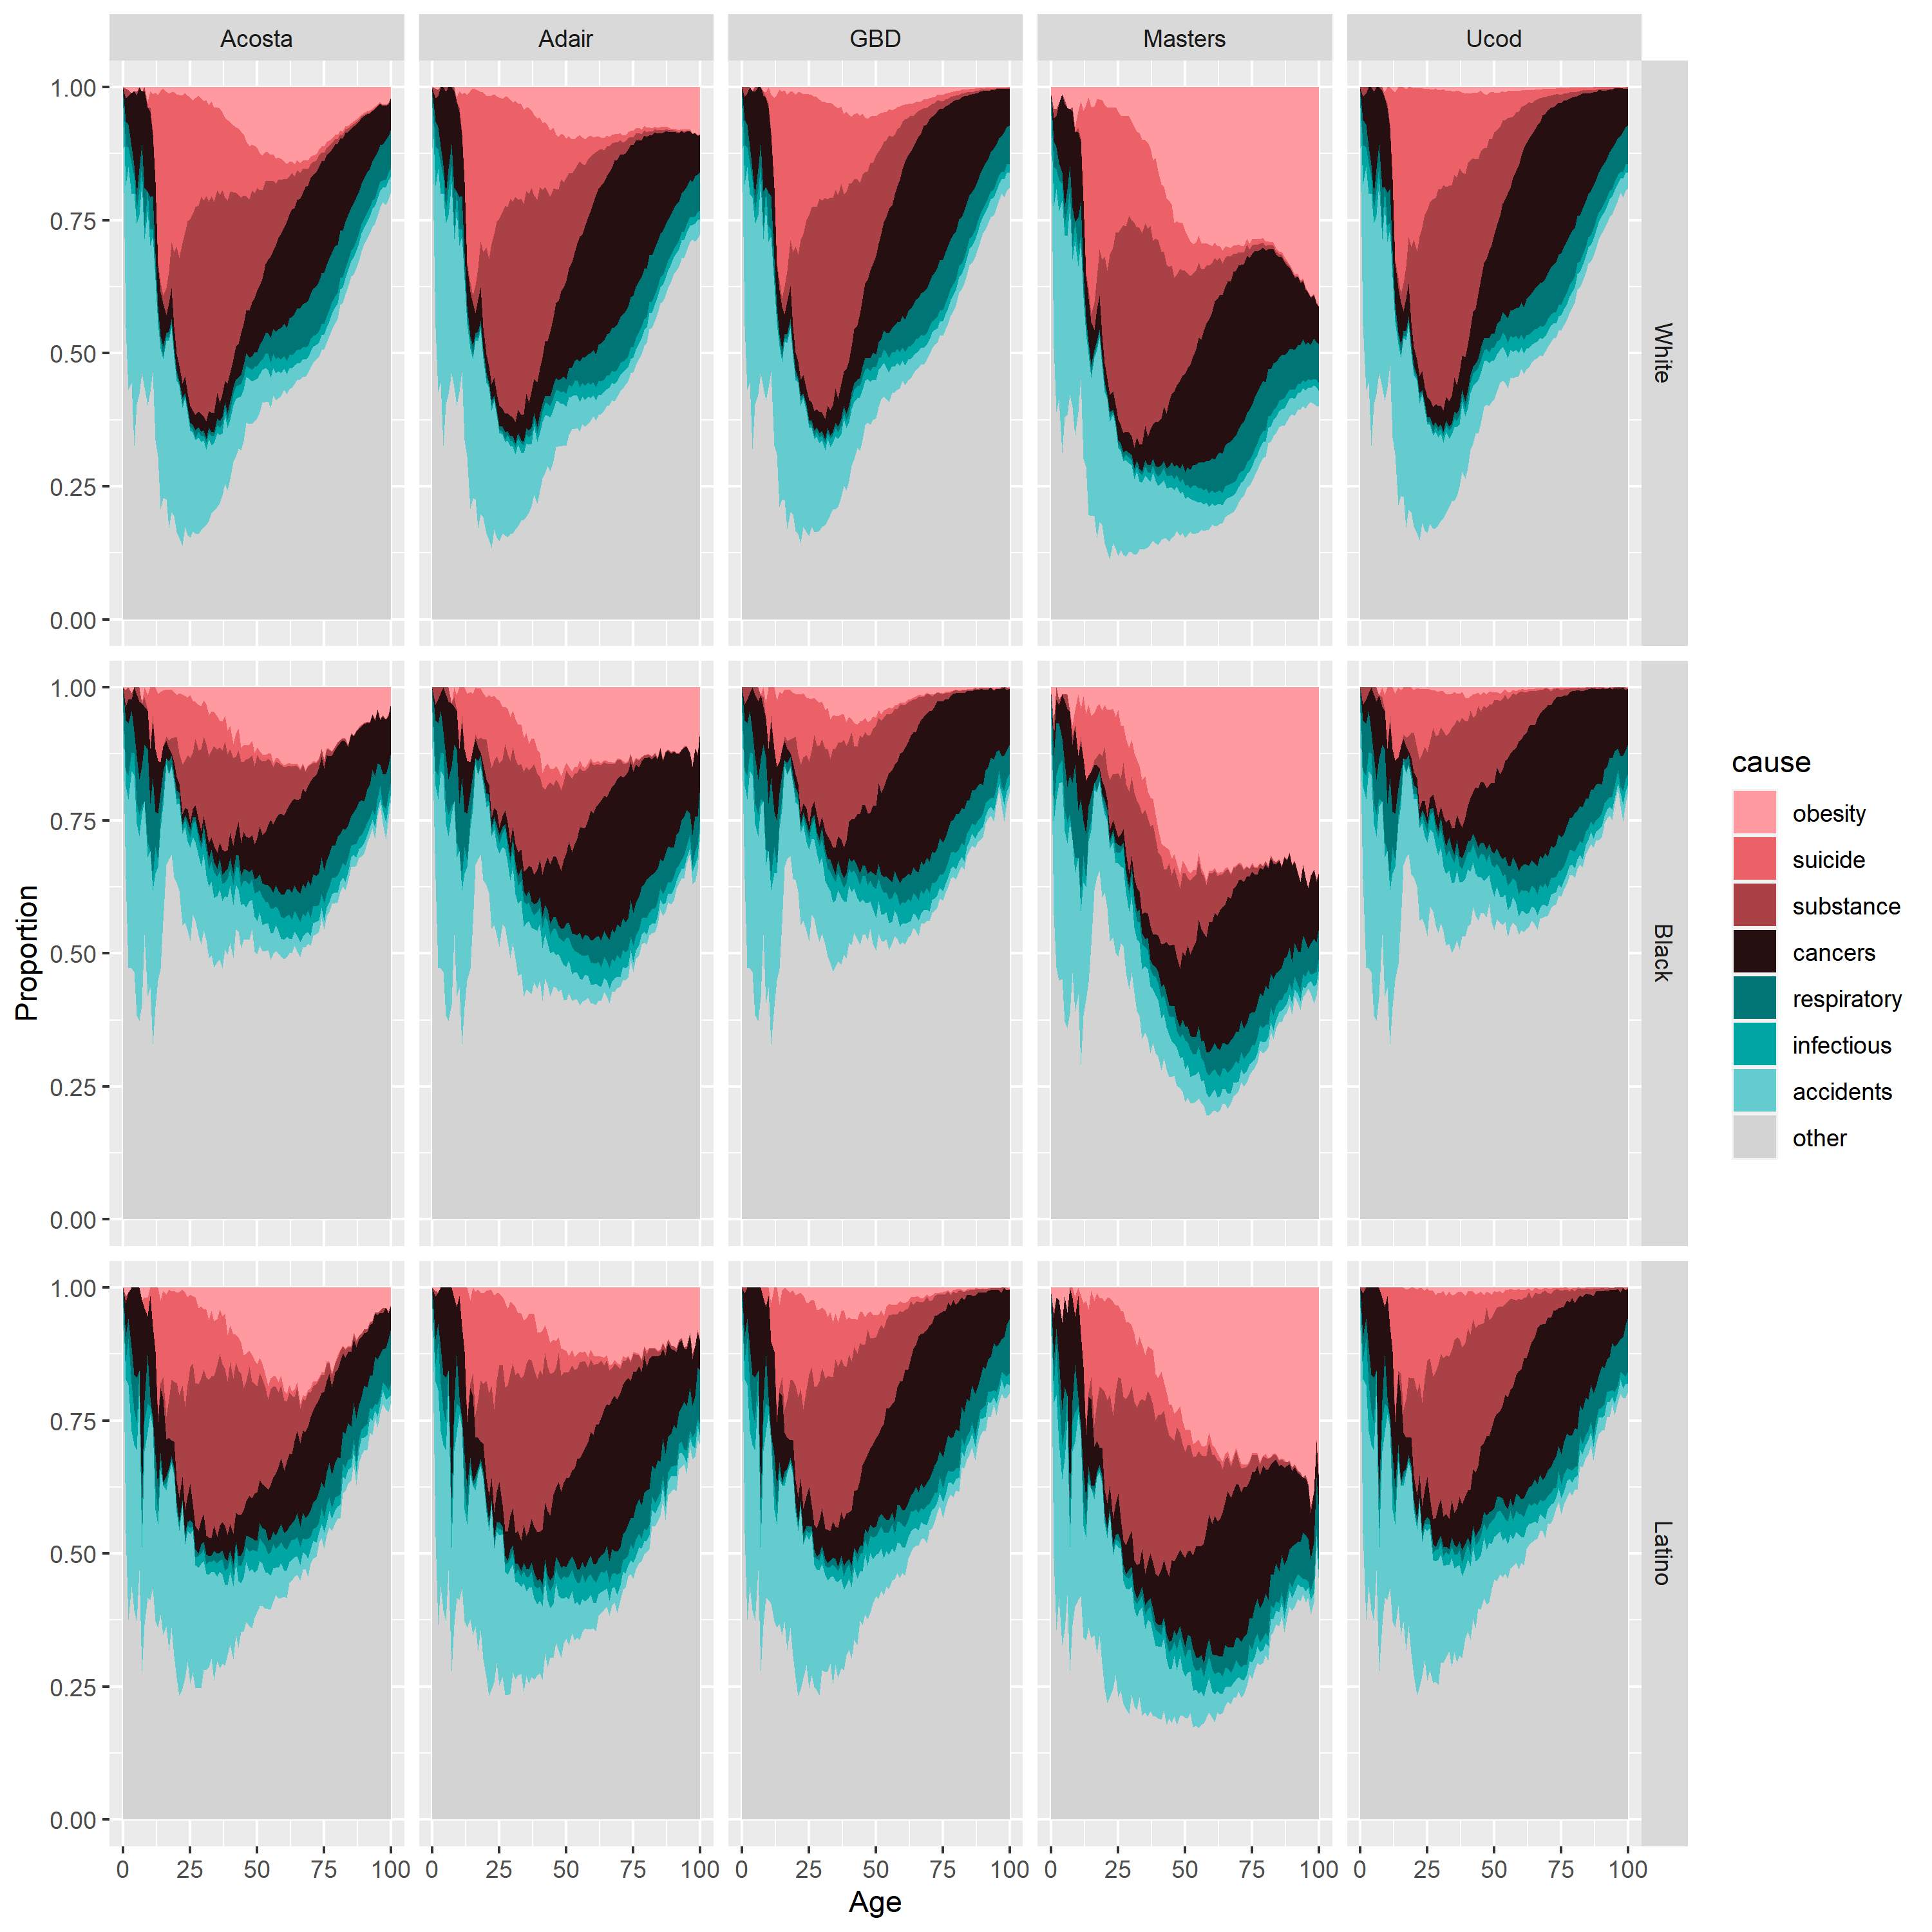 Acosta Adair GBD Masters Ucod
1.00
0.75
0.50
0.25
0.00
White
1.00
0.75
0.50
0.25
0.00
Black
1.00
0.75
0.50
0.25
0.00
Latino
0 25 50 75 100 0 25 50 75 100 0 25 50 75 100 0 25 50 75 100 0 25 50 75 100
Age
Proportion
cause
obesity
suicide
substance
cancers
respiratory
infectious
accidents
other